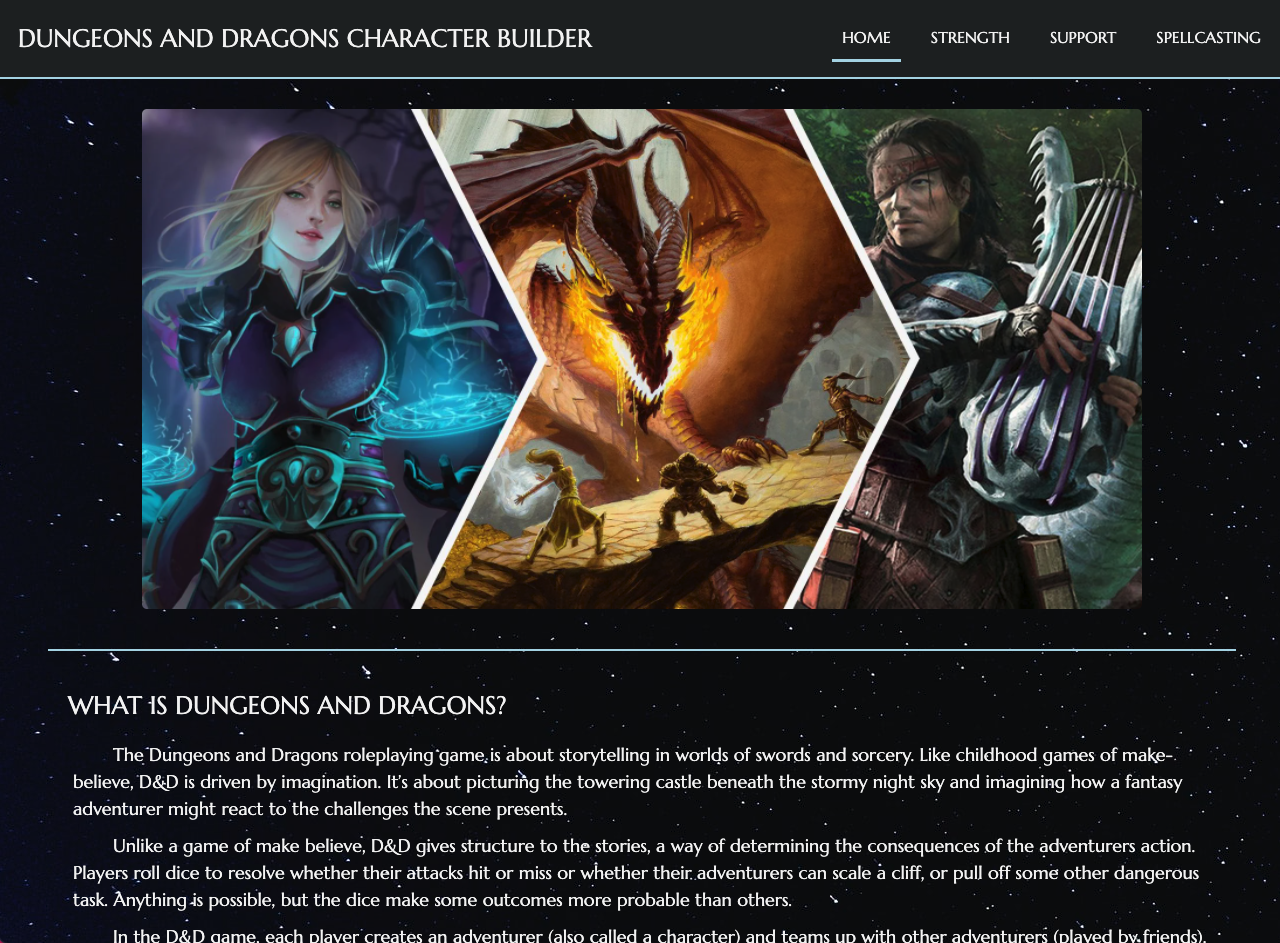 DUNGEONS AND DRAGONS CHARACTER BUILDER
HOME STRENGTH SUPPORT SPELLCASTING
WHAT IS DUNGEONS AND DRAGONS?
The Dungeons and Dragons roleplaying game is about storytelling in worlds of swords and sorcery. Like childhood games of make-
believe, D&D is driven by imagination. It's about picturing the towering castle beneath the stormy night sky and imagining how a fantasy
adventurer might react to the challenges the scene presents.
Unlike a game of make believe, D&D gives structure to the stories, a way of determining the consequences of the adventurers action.
Players roll dice to resolve whether their attacks hit or miss or whether their adventurers can scale a cliff, or pull off some other dangerous
task. Anything is possible, but the dice make some outcomes more probable than others.
In the D&D game, each player creates an adventurer (also called a character) and teams up with other adventurers (played by friends).